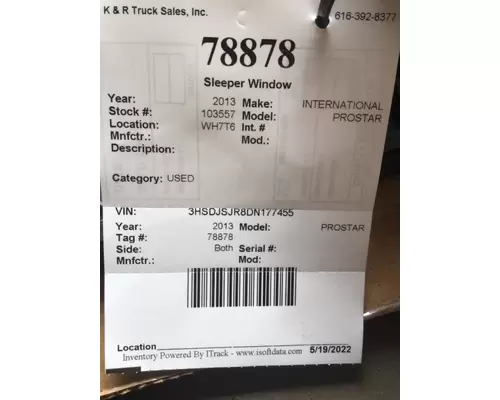 K & R Truck Sales, Inc. 616-392-8377
78878
Sleeper Window
Year: 2013 Make: INTERNATIONAL
Stock #: 103557 Model: PROSTAR
Location: WH7T6 Int. #
Mnfctr.: Mod.:
Description:
Category: USED
VIN: 3HSDJSJR8DN177455
Year: 2013 Model: PROSTAR
Tag #: 78878
Side: Both Serial #:
Mnfctr.: Mod:
Location
Inventory Powered By ITrack - www.isoftdata.com 5/19/2022